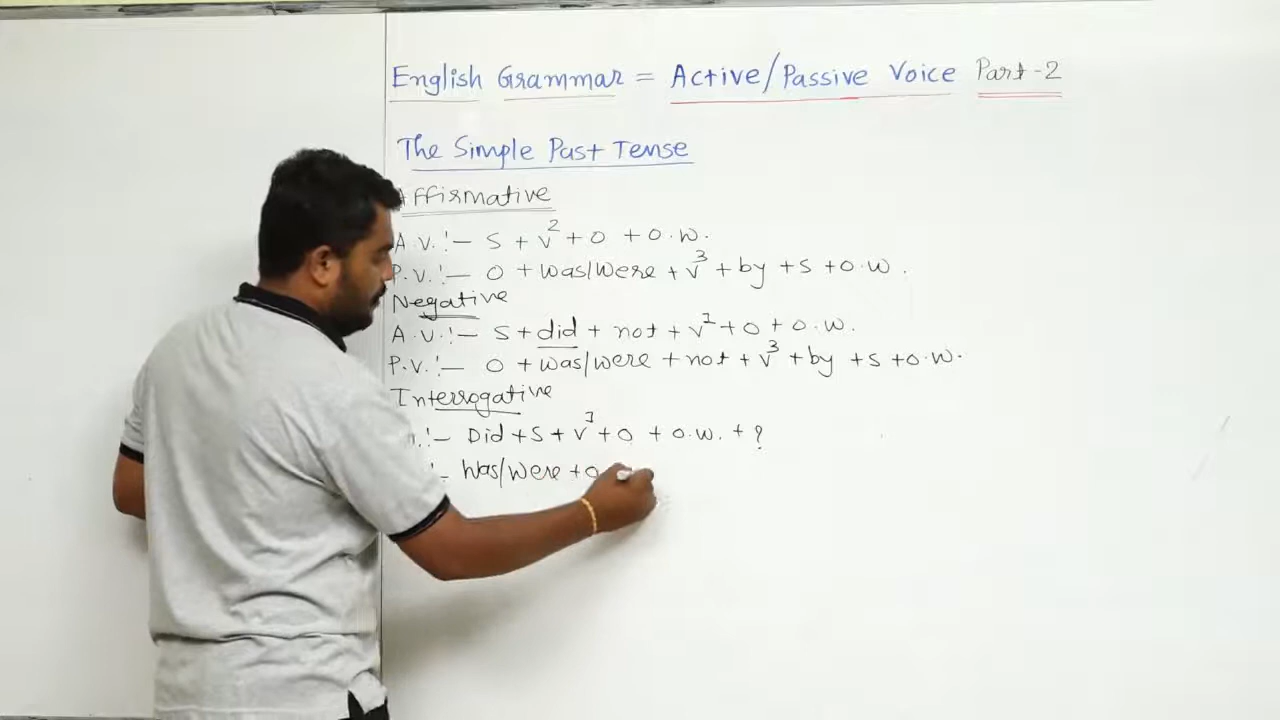 English Grammar = Active/Passive Voice Part-2
The Simple Past Tense
Affirmative
A.V.:- S + V² + O + O.W.
P.V.:- O + was/were + V³ + by + S + O.W.
Negative
A.V.:- S + did + not + V¹ + O + O.W.
P.V.:- O + was/were + not + V³ + by + S + O.W.
Interrogative
:- Did + S + V¹ + O + O.W. + ?
:- Was/Were + O